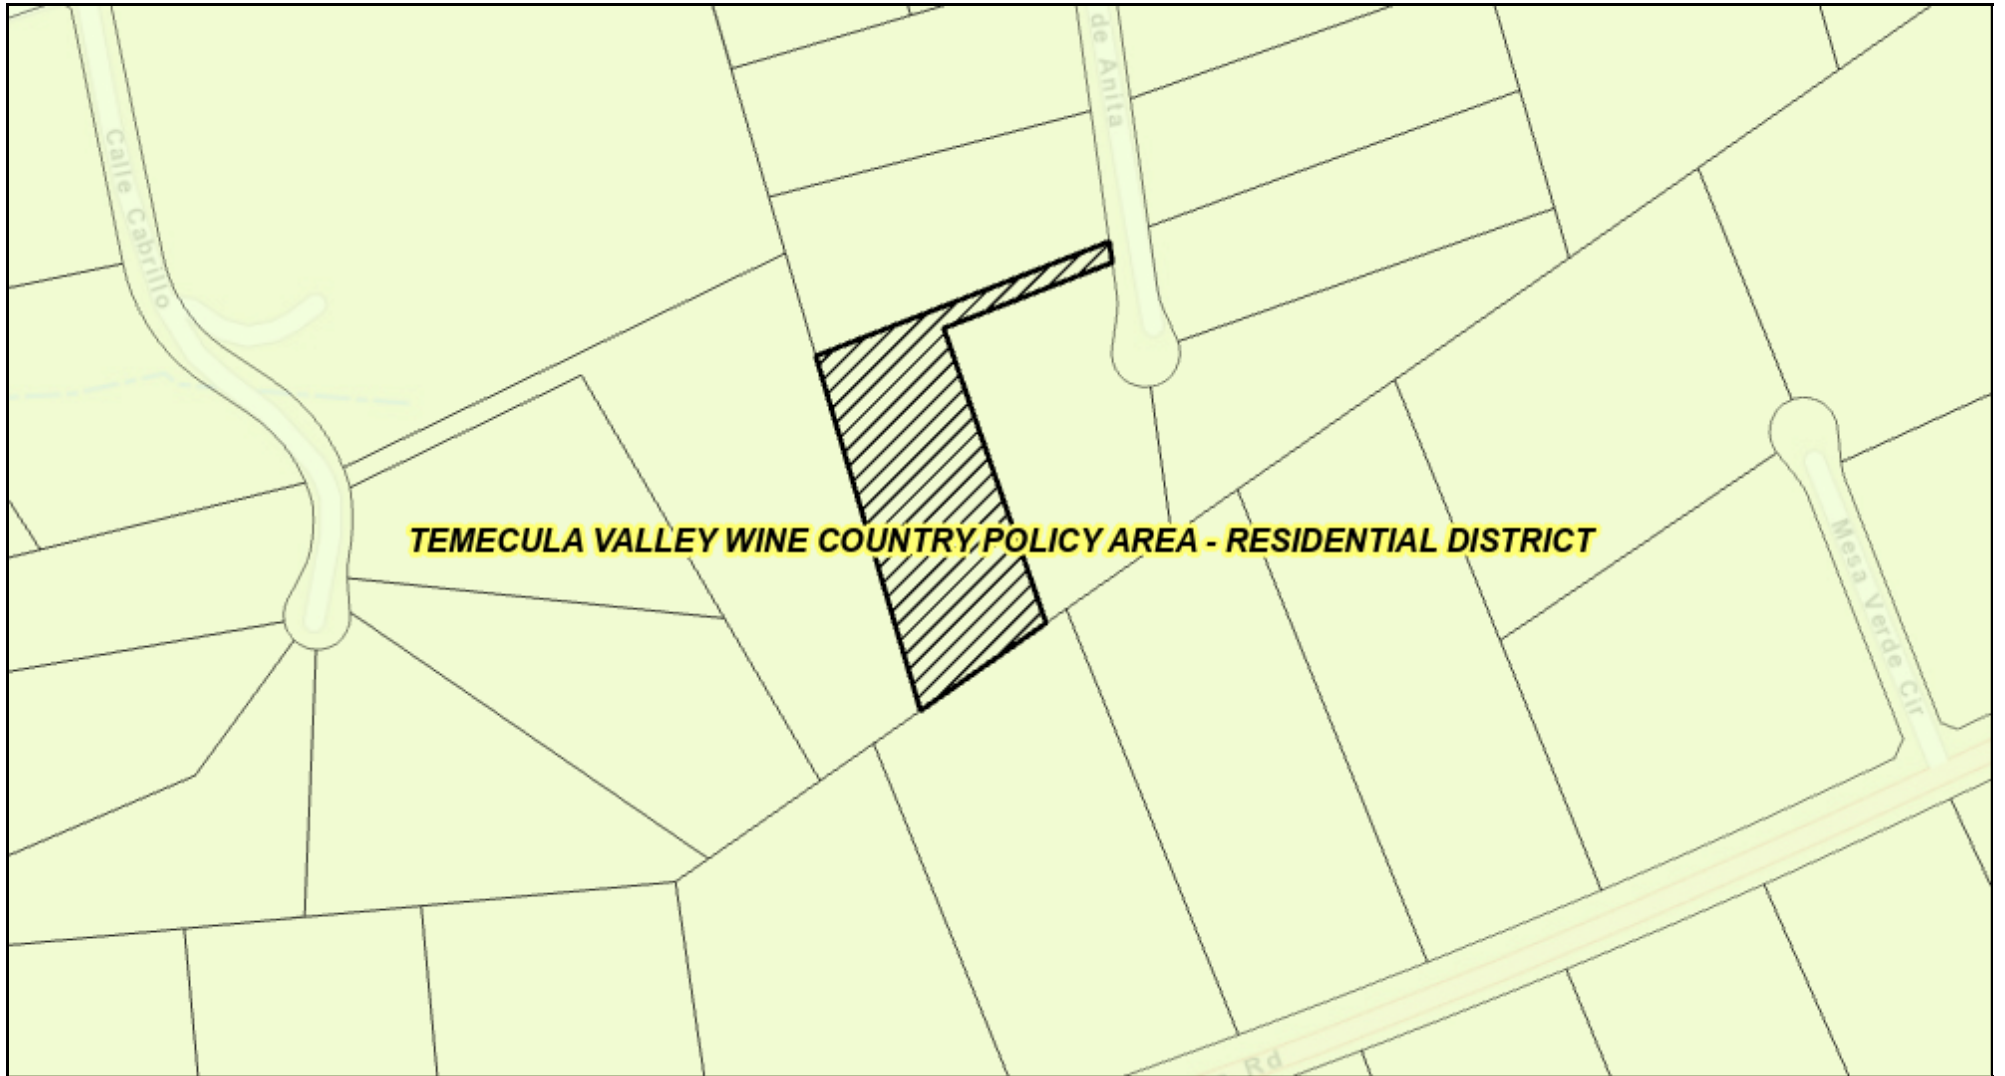 de Anita
Calle Cabrillo
TEMECULA VALLEY WINE COUNTRY POLICY AREA - RESIDENTIAL DISTRICT
Mesa Verde Cir
Rd